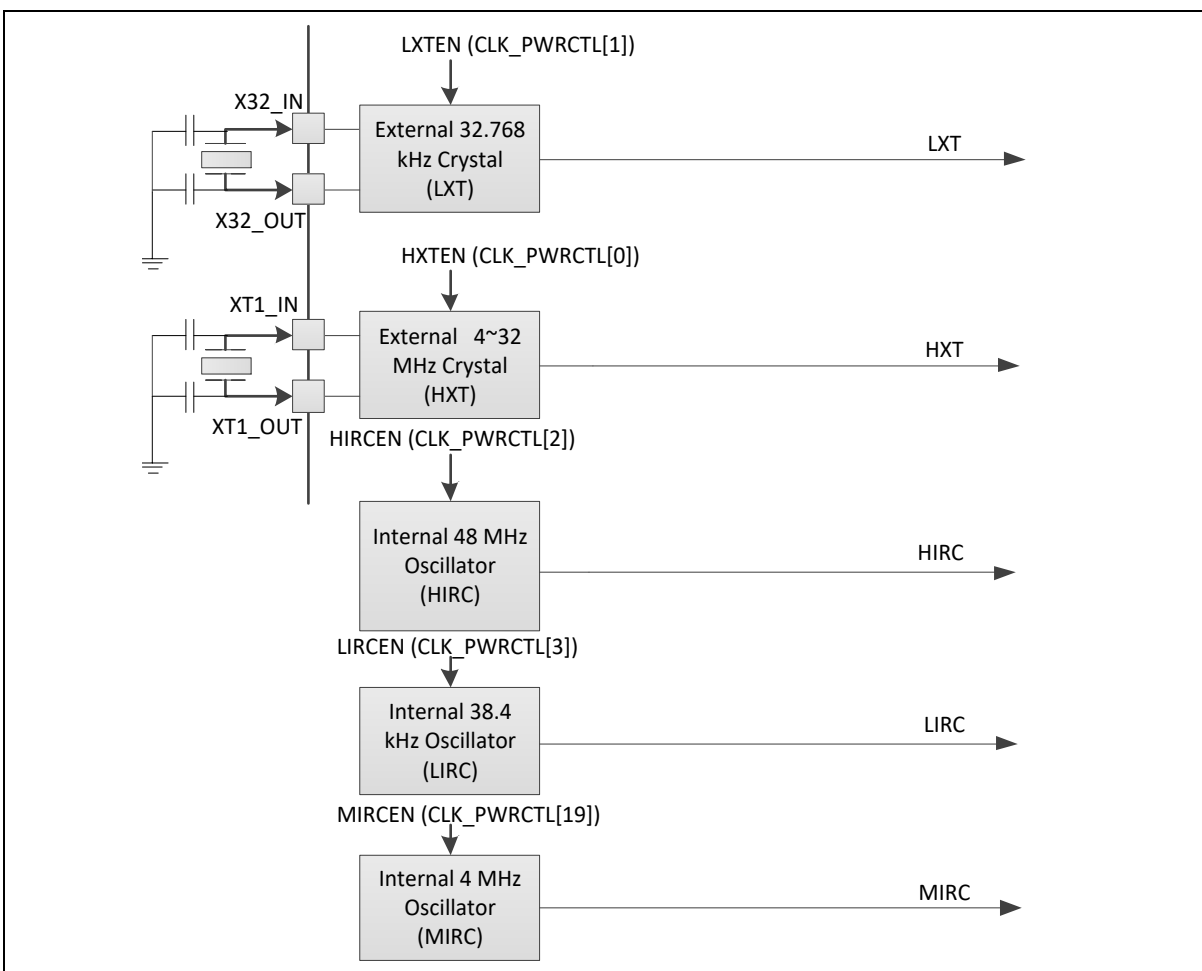 LXTEN (CLK_PWRCTL[1])
X32_IN
External 32.768
kHz Crystal
(LXT)
LXT
X32_OUT
HXTEN (CLK_PWRCTL[0])
XT1_IN
External 4~32
MHz Crystal
(HXT)
HXT
XT1_OUT
HIRCEN (CLK_PWRCTL[2])
Internal 48 MHz
Oscillator
(HIRC)
HIRC
LIRCEN (CLK_PWRCTL[3])
Internal 38.4
kHz Oscillator
(LIRC)
LIRC
MIRCEN (CLK_PWRCTL[19])
Internal 4 MHz
Oscillator
(MIRC)
MIRC